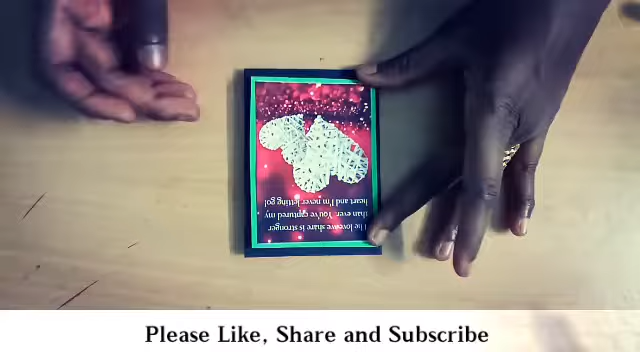 The love we share is stronger
than ever. You've captured my
heart and I'm never letting go!
Please Like, Share and Subscribe